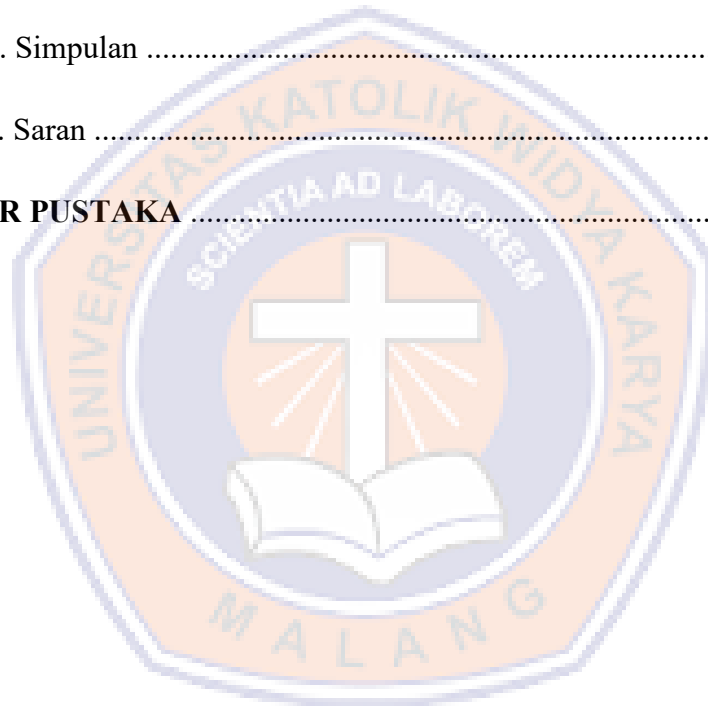 . Simpulan ......................................................................
. Saran .............................................................................
R PUSTAKA .................................................................
UNIVERSITAS KATOLIK WIDYA KARYA
SCIENTIA AD LABOREM
MALANG